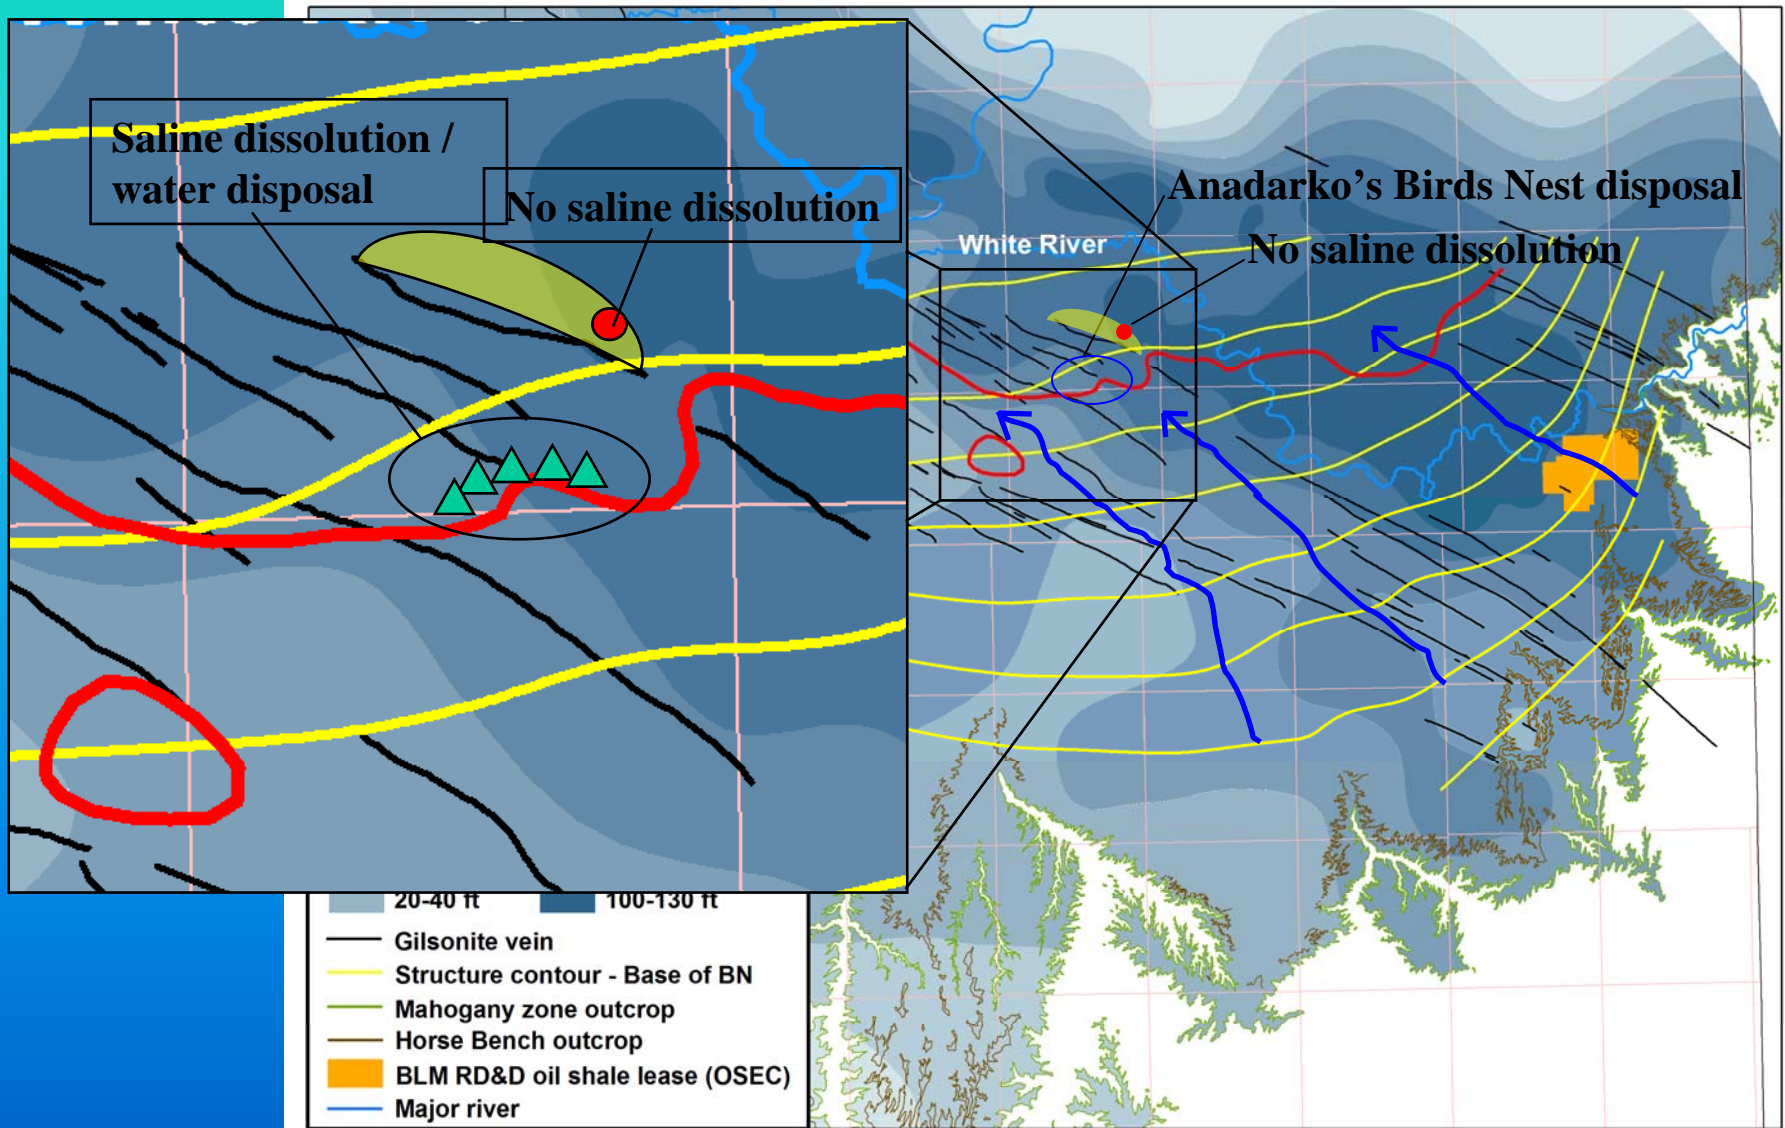 Saline dissolution /
water disposal
No saline dissolution
Anadarko's Birds Nest disposal
No saline dissolution
White River
20-40 ft
100-130 ft
Gilsonite vein
Structure contour - Base of BN
Mahogany zone outcrop
Horse Bench outcrop
BLM RD&D oil shale lease (OSEC)
Major river